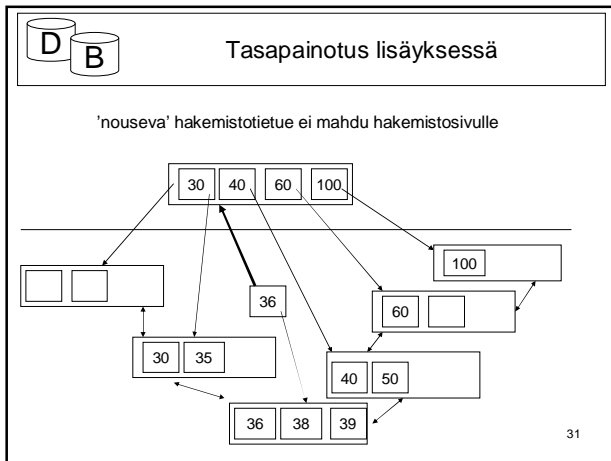 D
B
Tasapainotus lisäyksessä
’nouseva’ hakemistotietue ei mahdu hakemistosivulle
30 40 60 100
100
36
60
30 35
40 50
36 38 39
31